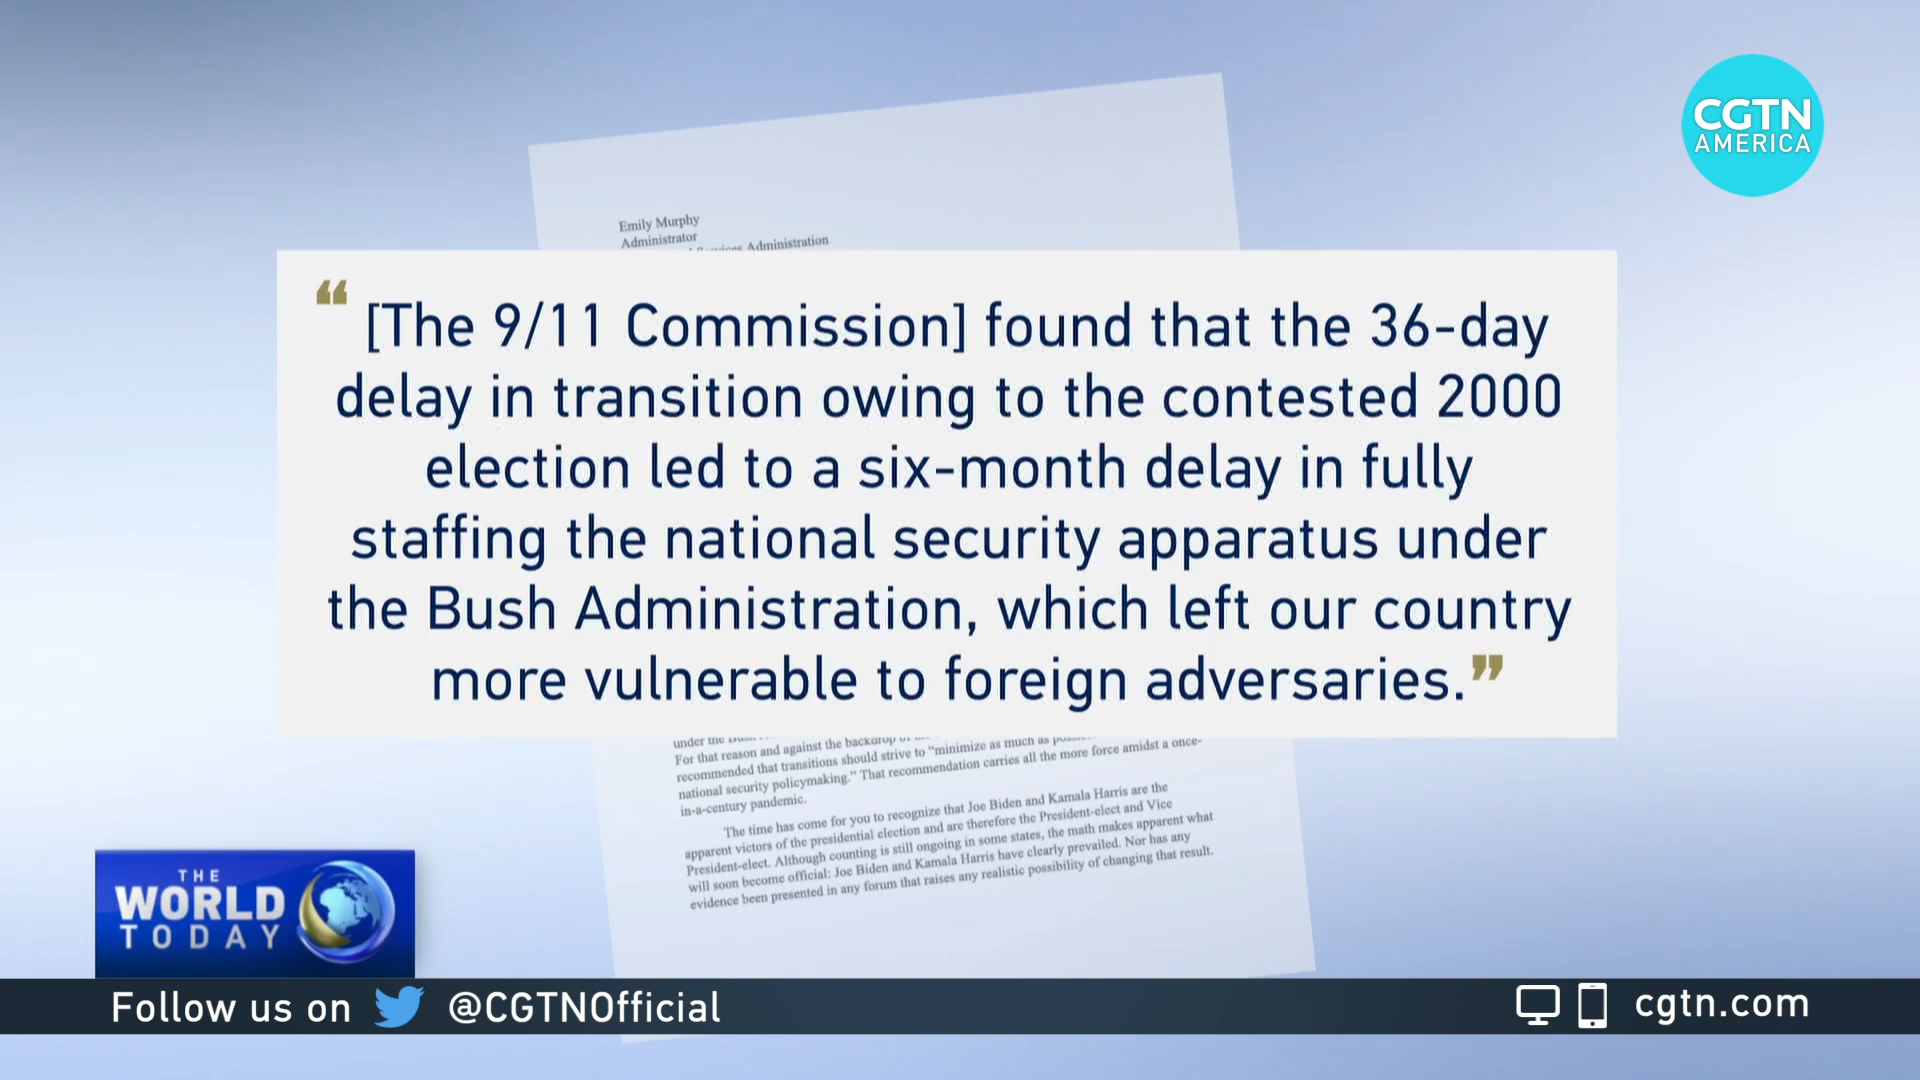 CGTN
AMERICA
Emily Murphy
Administrator
Administration
“ [The 9/11 Commission] found that the 36-day
delay in transition owing to the contested 2000
election led to a six-month delay in fully
staffing the national security apparatus under
the Bush Administration, which left our country
more vulnerable to foreign adversaries.”
under the
For that reason and against the backdrop
recommended that transitions should strive to “minimize as much as
national security policymaking.” That recommendation carries all the more force amidst a once-
in-a-century pandemic.
The time has come for you to recognize that Joe Biden and Kamala Harris are the
apparent victors of the presidential election and are therefore the President-elect and Vice
President-elect. Although counting is still ongoing in some states, the math makes apparent what
will soon become official: Joe Biden and Kamala Harris have clearly prevailed. Nor has any
evidence been presented in any forum that raises any realistic possibility of changing that result.
THE
WORLD
TODAY
Follow us on @CGTNOfficial
cgtn.com